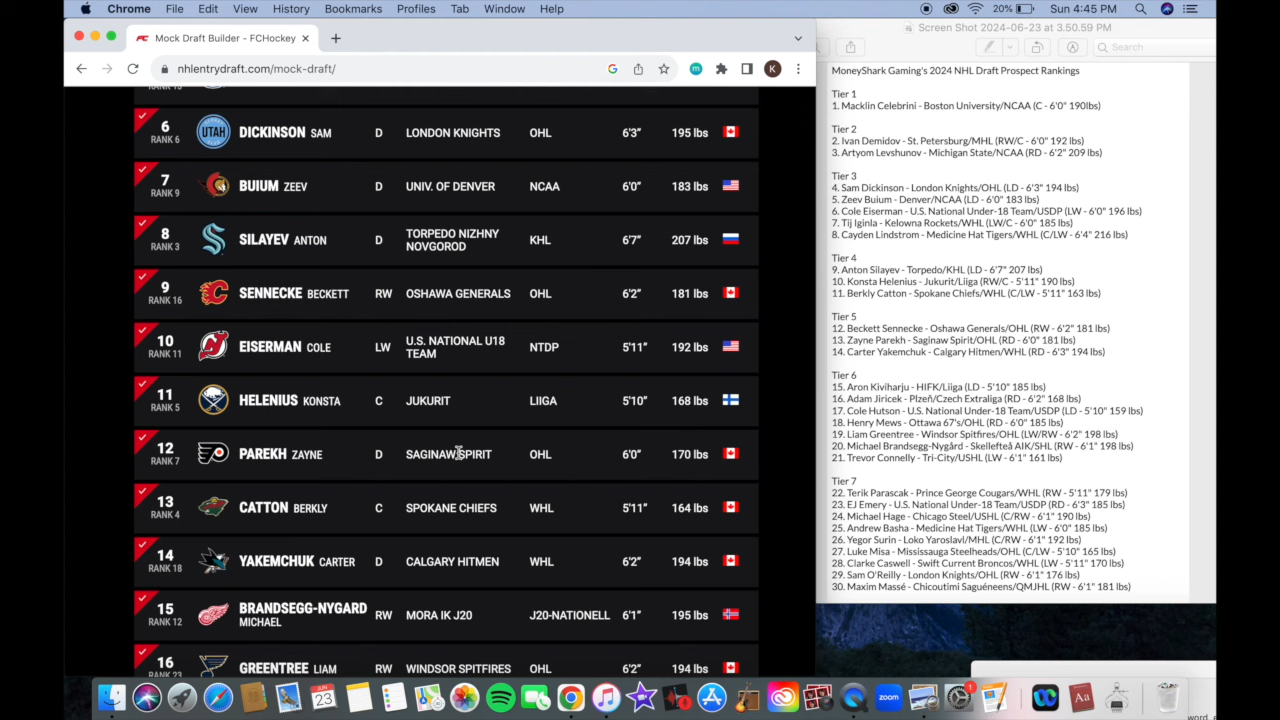 Chrome File Edit View History Bookmarks Profiles Tab Window Help
20% Sun 4:45 PM
Mock Draft Builder - FCHockey
nhlentrydraft.com/mock-draft/
K
6 RANK 6 UTAH DICKINSON SAM D LONDON KNIGHTS OHL 6'3" 195 lbs
7 RANK 9 BUIUM ZEEV D UNIV. OF DENVER NCAA 6'0" 183 lbs
8 RANK 3 SILAYEV ANTON D TORPEDO NIZHNY NOVGOROD KHL 6'7" 207 lbs
9 RANK 16 SENNECKE BECKETT RW OSHAWA GENERALS OHL 6'2" 181 lbs
10 RANK 11 EISERMAN COLE LW U.S. NATIONAL U18 TEAM NTDP 5'11" 192 lbs
11 RANK 5 HELENIUS KONSTA C JUKURIT LIIGA 5'10" 168 lbs
12 RANK 7 PAREKH ZAYNE D SAGINAW SPIRIT OHL 6'0" 170 lbs
13 RANK 4 CATTON BERKLY C SPOKANE CHIEFS WHL 5'11" 164 lbs
14 RANK 18 YAKEMCHUK CARTER D CALGARY HITMEN WHL 6'2" 194 lbs
15 RANK 12 BRANDSEGG-NYGARD MICHAEL RW MORA IK J20 J20-NATIONELL 6'1" 195 lbs
16 RANK 23 GREENTREE LIAM RW WINDSOR SPITFIRES OHL 6'2" 194 lbs
Screen Shot 2024-06-23 at 3.50.59 PM
Search
MoneyShark Gaming's 2024 NHL Draft Prospect Rankings
Tier 1
1. Macklin Celebrini - Boston University/NCAA (C - 6'0" 190lbs)
Tier 2
2. Ivan Demidov - St. Petersburg/MHL (RW/C - 6'0" 192 lbs)
3. Artyom Levshunov - Michigan State/NCAA (RD - 6'2" 209 lbs)
Tier 3
4. Sam Dickinson - London Knights/OHL (LD - 6'3" 194 lbs)
5. Zeev Buium - Denver/NCAA (LD - 6'0" 183 lbs)
6. Cole Eiserman - U.S. National Under-18 Team/USDP (LW - 6'0" 196 lbs)
7. Tij Iginla - Kelowna Rockets/WHL (LW/C - 6'0" 185 lbs)
8. Cayden Lindstrom - Medicine Hat Tigers/WHL (C/LW - 6'4" 216 lbs)
Tier 4
9. Anton Silayev - Torpedo/KHL (LD - 6'7" 207 lbs)
10. Konsta Helenius - Jukurit/Liiga (RW/C - 5'11" 190 lbs)
11. Berkly Catton - Spokane Chiefs/WHL (C/LW - 5'11" 163 lbs)
Tier 5
12. Beckett Sennecke - Oshawa Generals/OHL (RW - 6'2" 181 lbs)
13. Zayne Parekh - Saginaw Spirit/OHL (RD - 6'0" 181 lbs)
14. Carter Yakemchuk - Calgary Hitmen/WHL (RD - 6'3" 194 lbs)
Tier 6
15. Aron Kiviharju - HIFK/Liiga (LD - 5'10" 185 lbs)
16. Adam Jiricek - Plzeň/Czech Extraliga (RD - 6'2" 168 lbs)
17. Cole Hutson - U.S. National Under-18 Team/USDP (LD - 5'10" 159 lbs)
18. Henry Mews - Ottawa 67's/OHL (RD - 6'0" 185 lbs)
19. Liam Greentree - Windsor Spitfires/OHL (LW/RW - 6'2" 198 lbs)
20. Michael Brandsegg-Nygård - Skellefteå AIK/SHL (RW - 6'1" 198 lbs)
21. Trevor Connelly - Tri-City/USHL (LW - 6'1" 161 lbs)
Tier 7
22. Terik Parascak - Prince George Cougars/WHL (RW - 5'11" 179 lbs)
23. EJ Emery - U.S. National Under-18 Team/USDP (RD - 6'3" 185 lbs)
24. Michael Hage - Chicago Steel/USHL (C/RW - 6'1" 190 lbs)
25. Andrew Basha - Medicine Hat Tigers/WHL (LW - 6'0" 185 lbs)
26. Yegor Surin - Loko Yaroslavl/MHL (C/RW - 6'1" 192 lbs)
27. Luke Misa - Mississauga Steelheads/OHL (C/LW - 5'10" 165 lbs)
28. Clarke Caswell - Swift Current Broncos/WHL (LW - 5'11" 170 lbs)
29. Sam O'Reilly - London Knights/OHL (RW - 6'1" 176 lbs)
30. Maxim Massé - Chicoutimi Saguéneens/QMJHL (RW - 6'1" 181 lbs)
JUN 23
zoom
Aa
1